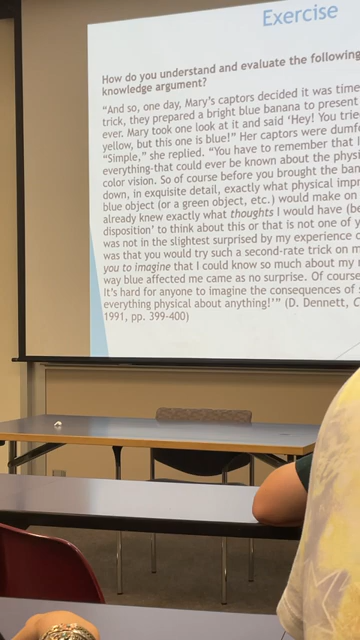 Exercise
How do you understand and evaluate the following
knowledge argument?
"And so, one day, Mary's captors decided it was time
trick, they prepared a bright blue banana to present
ever. Mary took one look at it and said 'Hey! You trie
yellow, but this one is blue!" Her captors were dumf
"Simple," she replied. "You have to remember that I
everything–that could ever be known about the physi
color vision. So of course before you brought the ban
down, in exquisite detail, exactly what physical impr
blue object (or a green object, etc.) would make on
already knew exactly what thoughts I would have (be
disposition' to think about this or that is not one of y
was not in the slightest surprised by my experience o
was that you would try such a second-rate trick on m
you to imagine that I could know so much about my r
way blue affected me came as no surprise. Of course
It's hard for anyone to imagine the consequences of s
everything physical about anything!'" (D. Dennett, C
1991, pp. 399-400)